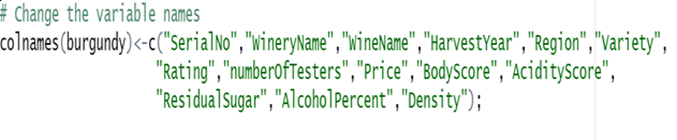 # Change the variable names
colnames(burgundy)<-c("SerialNo","WineryName","WineName","HarvestYear","Region","Variety",
"Rating","numberOfTesters","Price","BodyScore","AcidityScore",
"ResidualSugar","AlcoholPercent","Density");